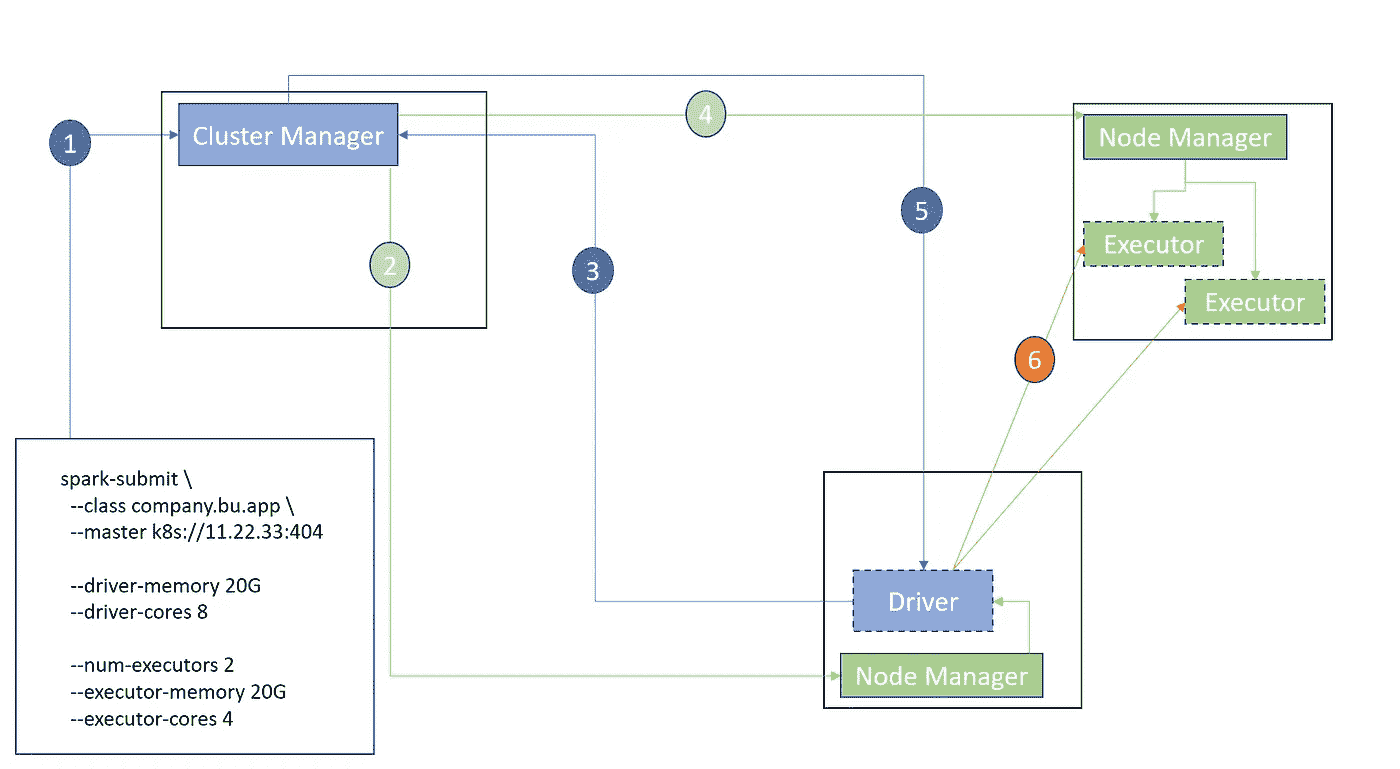 1
Cluster Manager
4
Node Manager
5
Executor
2
3
Executor
6
spark-submit \
--class company.bu.app \
--master k8s://11.22.33:404
--driver-memory 20G
--driver-cores 8
--num-executors 2
--executor-memory 20G
--executor-cores 4
Driver
Node Manager